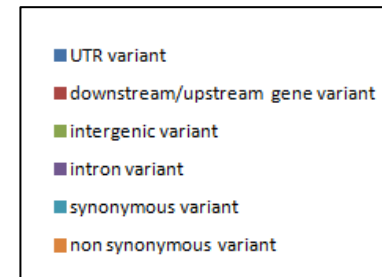 UTR variant
downstream/upstream gene variant
intergenic variant
intron variant
synonymous variant
non synonymous variant